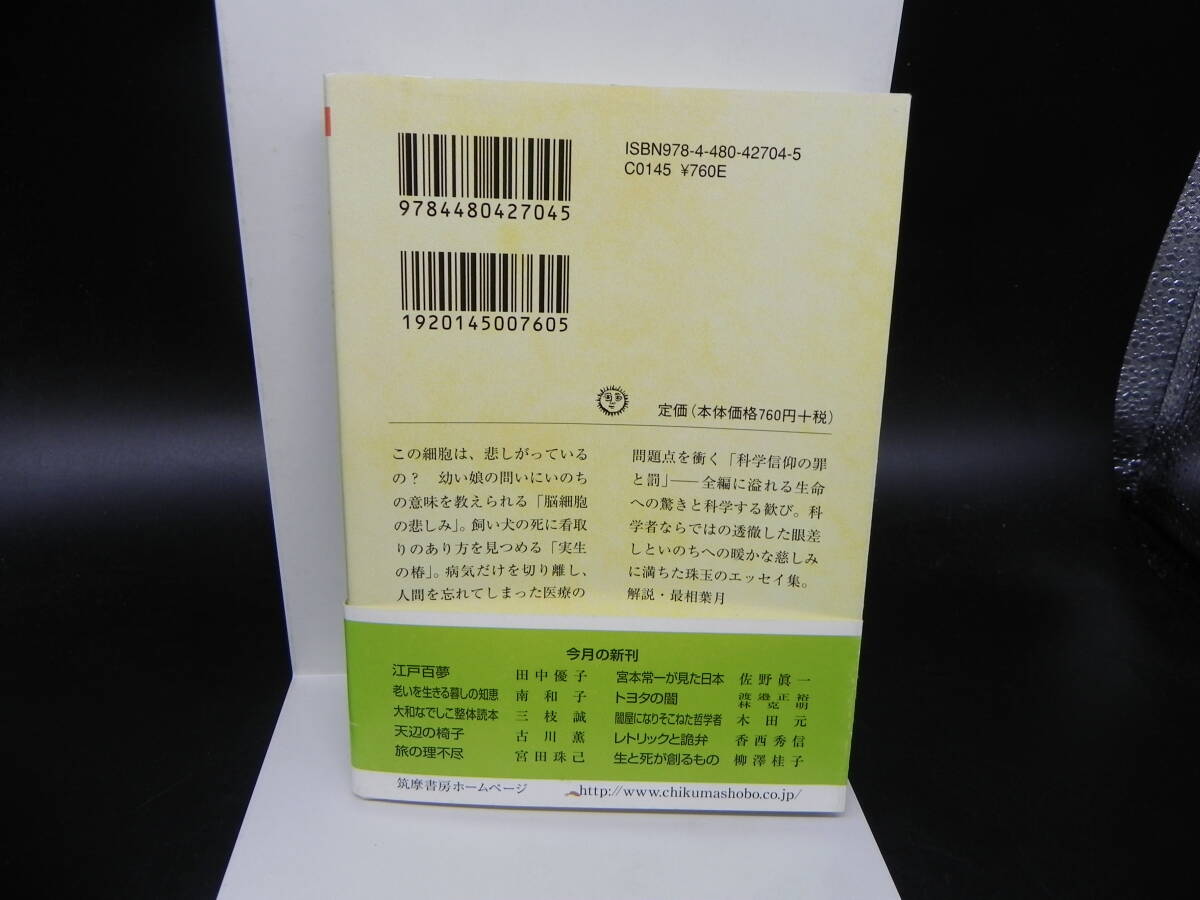 ISBN978-4-480-42704-5
C0145 ¥760E
9784480427045
1920145007605
定価(本体価格760円+税)
この細胞は、悲しがっている
の? 幼い娘の問いにいのち
の意味を教えられる「脳細胞
の悲しみ」。飼い犬の死に看取
りのあり方を見つめる「実生
の椿」。病気だけを切り離し、
人間を忘れてしまった医療の
問題点を衝く「科学信仰の罪
と罰」――全編に溢れる生命
への驚きと科学する歓び。科
学者ならではの透徹した眼差
しといのちへの暖かな慈しみ
に満ちた珠玉のエッセイ集。
解説・最相葉月
今月の新刊
江戸百夢 田中優子
老いを生きる暮しの知恵 南和子
大和なでしこ整体読本 三枝誠
天辺の椅子 古川薫
旅の理不尽 宮田珠己
宮本常一が見た日本 佐野眞一
トヨタの闇 渡邉正裕 林克明
闇屋になりそこねた哲学者 木田元
レトリックと詭弁 香西秀信
生と死が創るもの 柳澤桂子
筑摩書房ホームページ http://www.chikumashobo.co.jp/